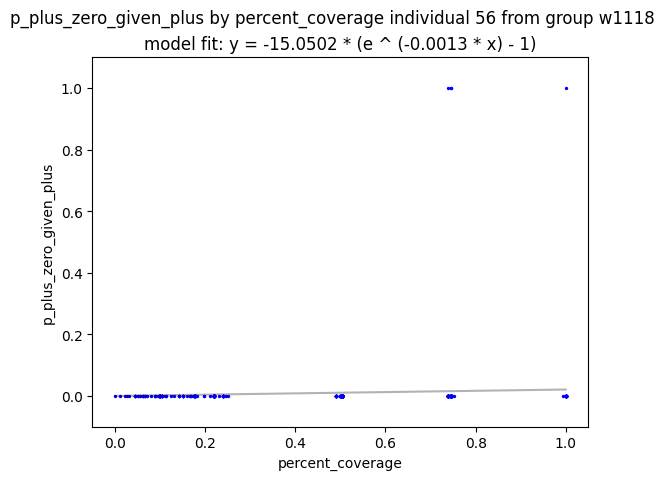 p_plus_zero_given_plus by percent_coverage individual 56 from group w1118
model fit: y = -15.0502 * (e ^ (-0.0013 * x) - 1)
p_plus_zero_given_plus
1.0
0.8
0.6
0.4
0.2
0.0
0.0 0.2 0.4 0.6 0.8 1.0
percent_coverage